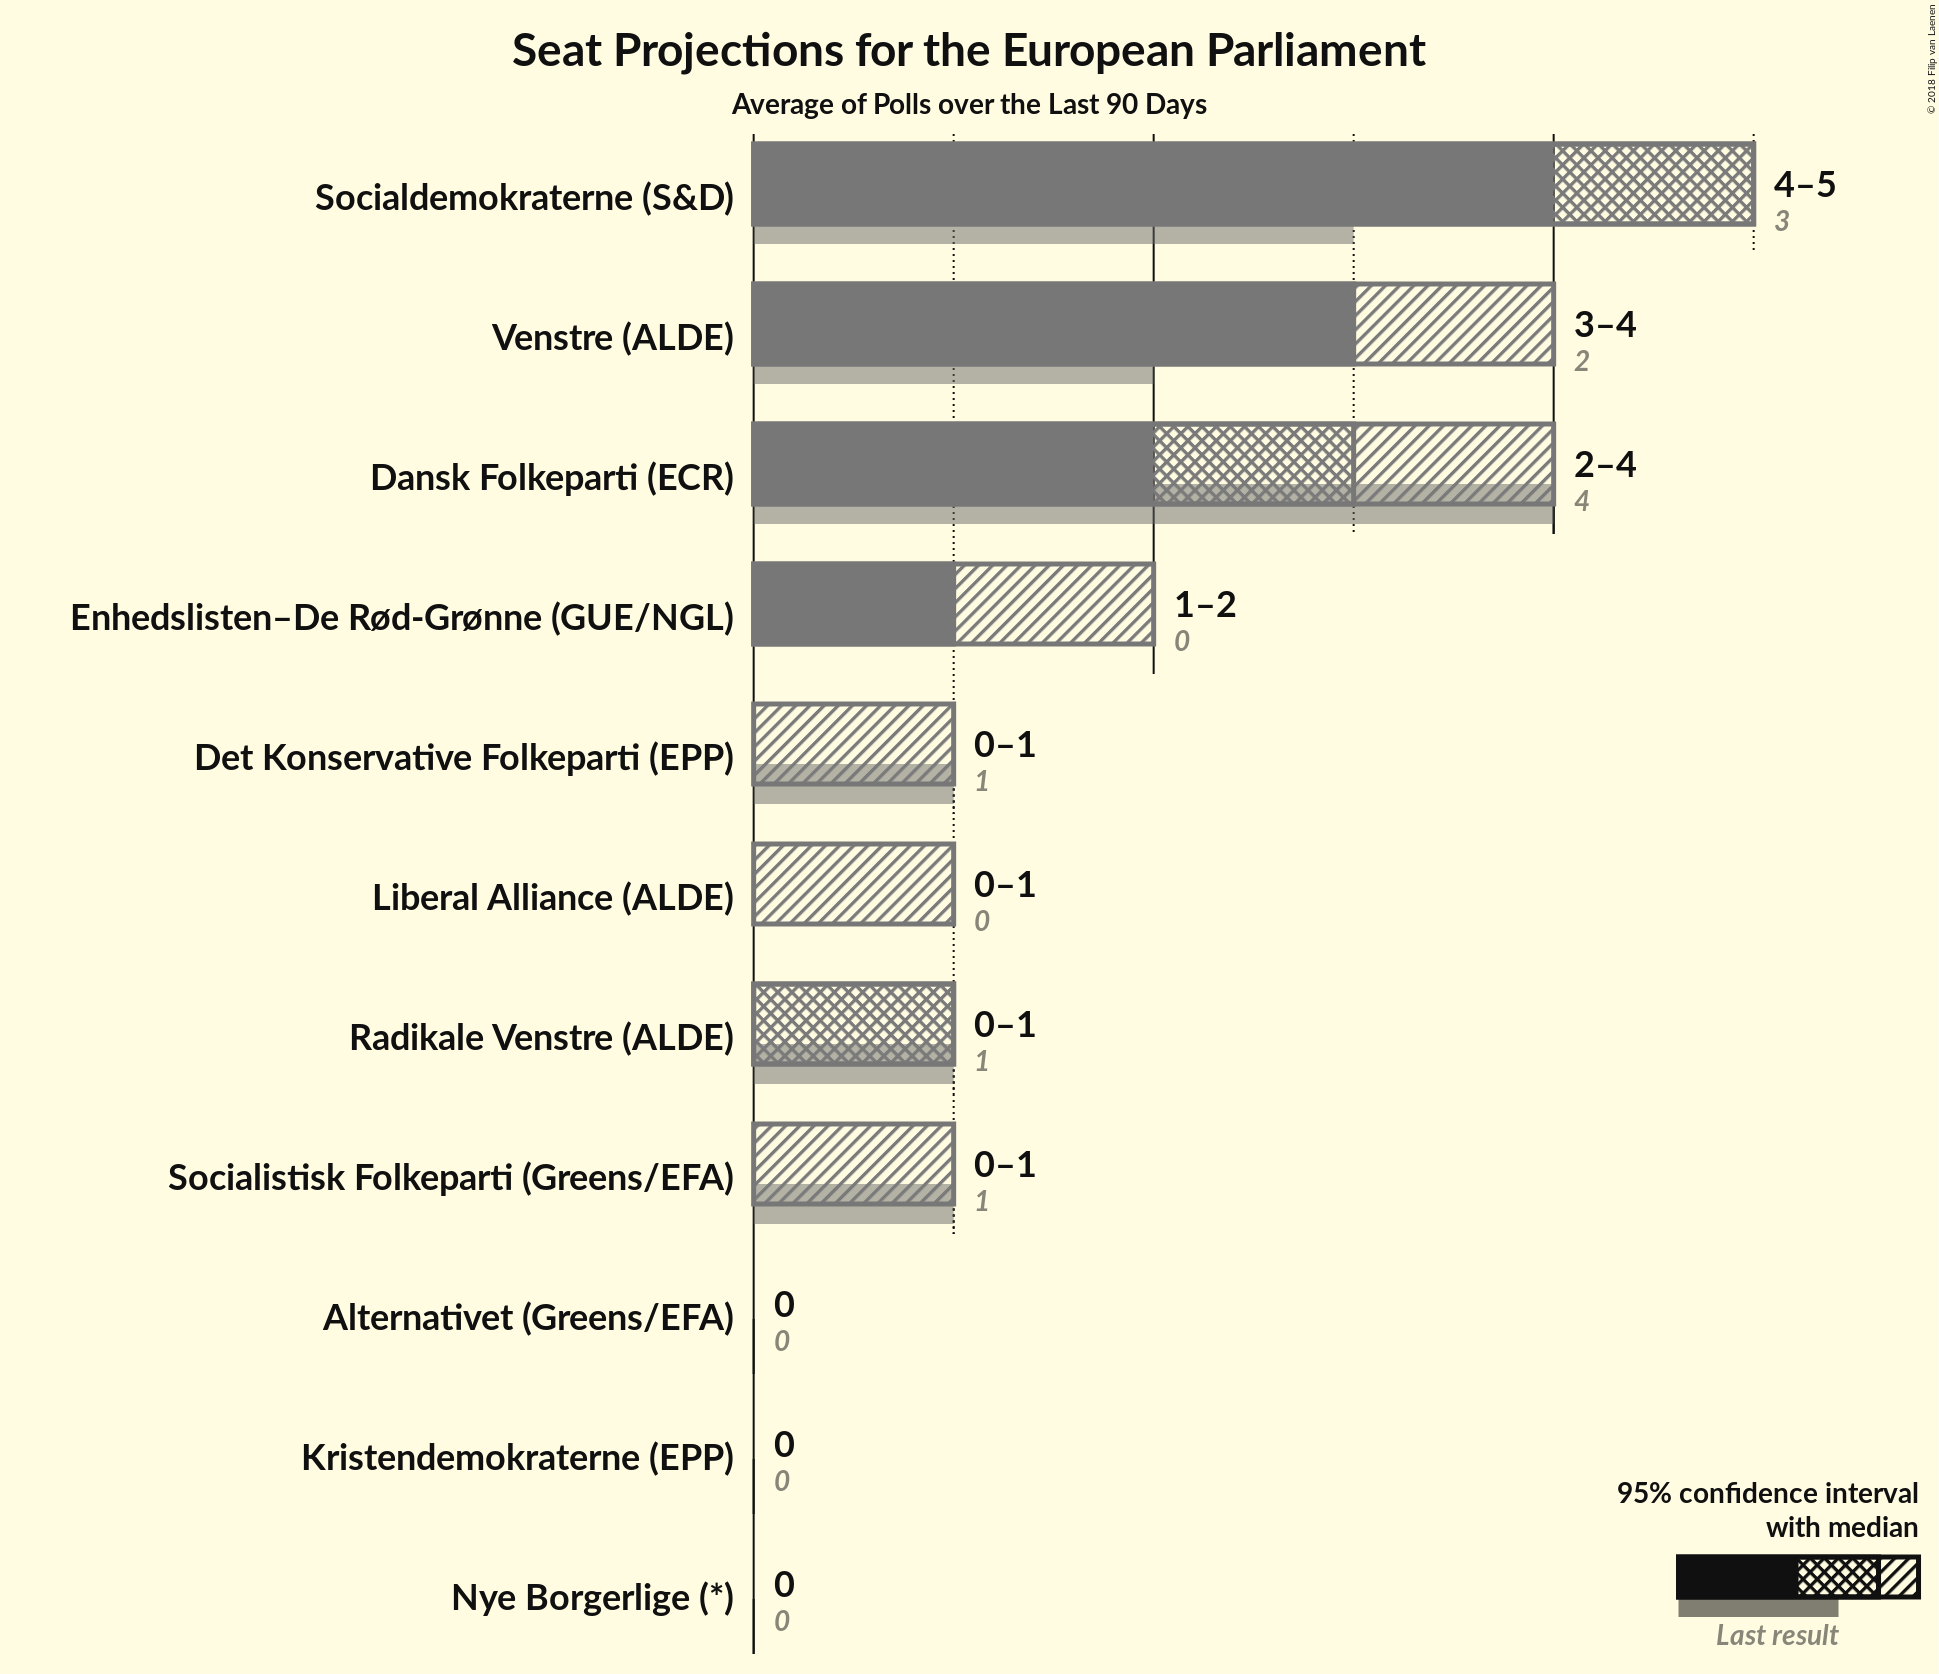 Seat Projections for the European Parliament
Average of Polls over the Last 90 Days
© 2018 Filip van Laenen
Socialdemokraterne (S&D)
4–5
3
Venstre (ALDE)
3–4
2
Dansk Folkeparti (ECR)
2–4
4
Enhedslisten–De Rød-Grønne (GUE/NGL)
1–2
0
Det Konservative Folkeparti (EPP)
0–1
1
Liberal Alliance (ALDE)
0–1
0
Radikale Venstre (ALDE)
0–1
1
Socialistisk Folkeparti (Greens/EFA)
0–1
1
Alternativet (Greens/EFA)
0
0
Kristendemokraterne (EPP)
0
0
Nye Borgerlige (*)
0
0
95% confidence interval
with median
Last result